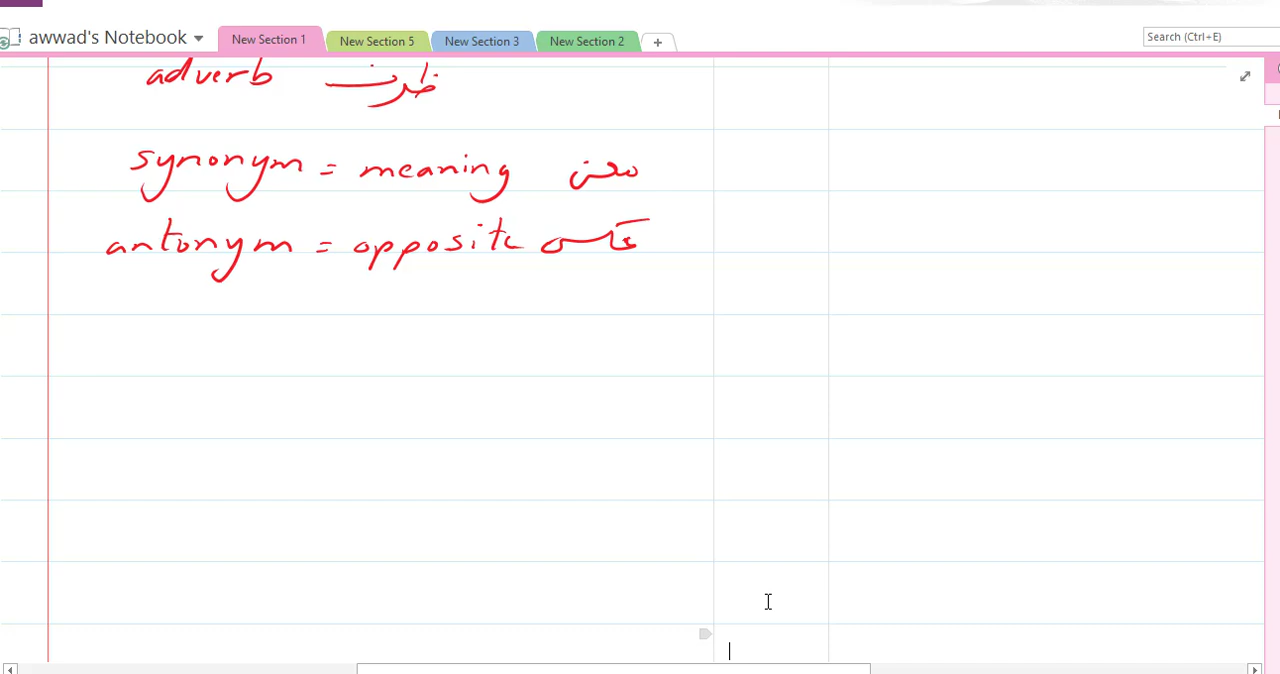 awwad's Notebook
New Section 1 New Section 5 New Section 3 New Section 2 +
Search (Ctrl+E)
adverb ظرف
synonym = meaning معنى
antonym = opposite عكس